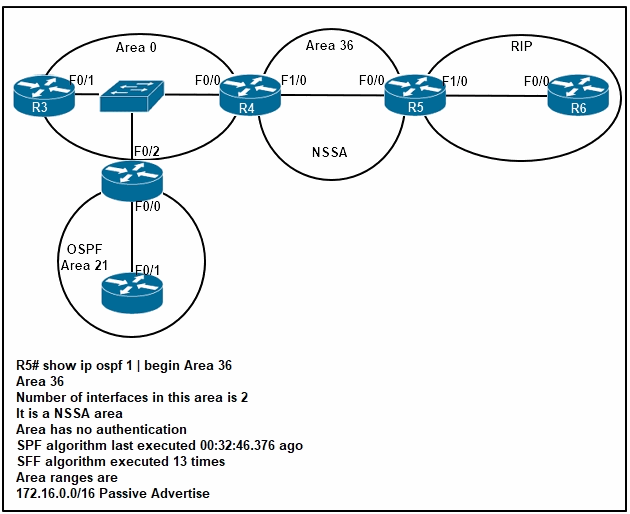 Area 0
Area 36
RIP
F0/1
F0/0
F1/0
F0/0
F1/0
F0/0
R3
R4
R5
R6
NSSA
F0/2
F0/0
OSPF
Area 21
F0/1
R5# show ip ospf 1 | begin Area 36
Area 36
Number of interfaces in this area is 2
It is a NSSA area
Area has no authentication
SPF algorithm last executed 00:32:46.376 ago
SFF algorithm executed 13 times
Area ranges are
172.16.0.0/16 Passive Advertise